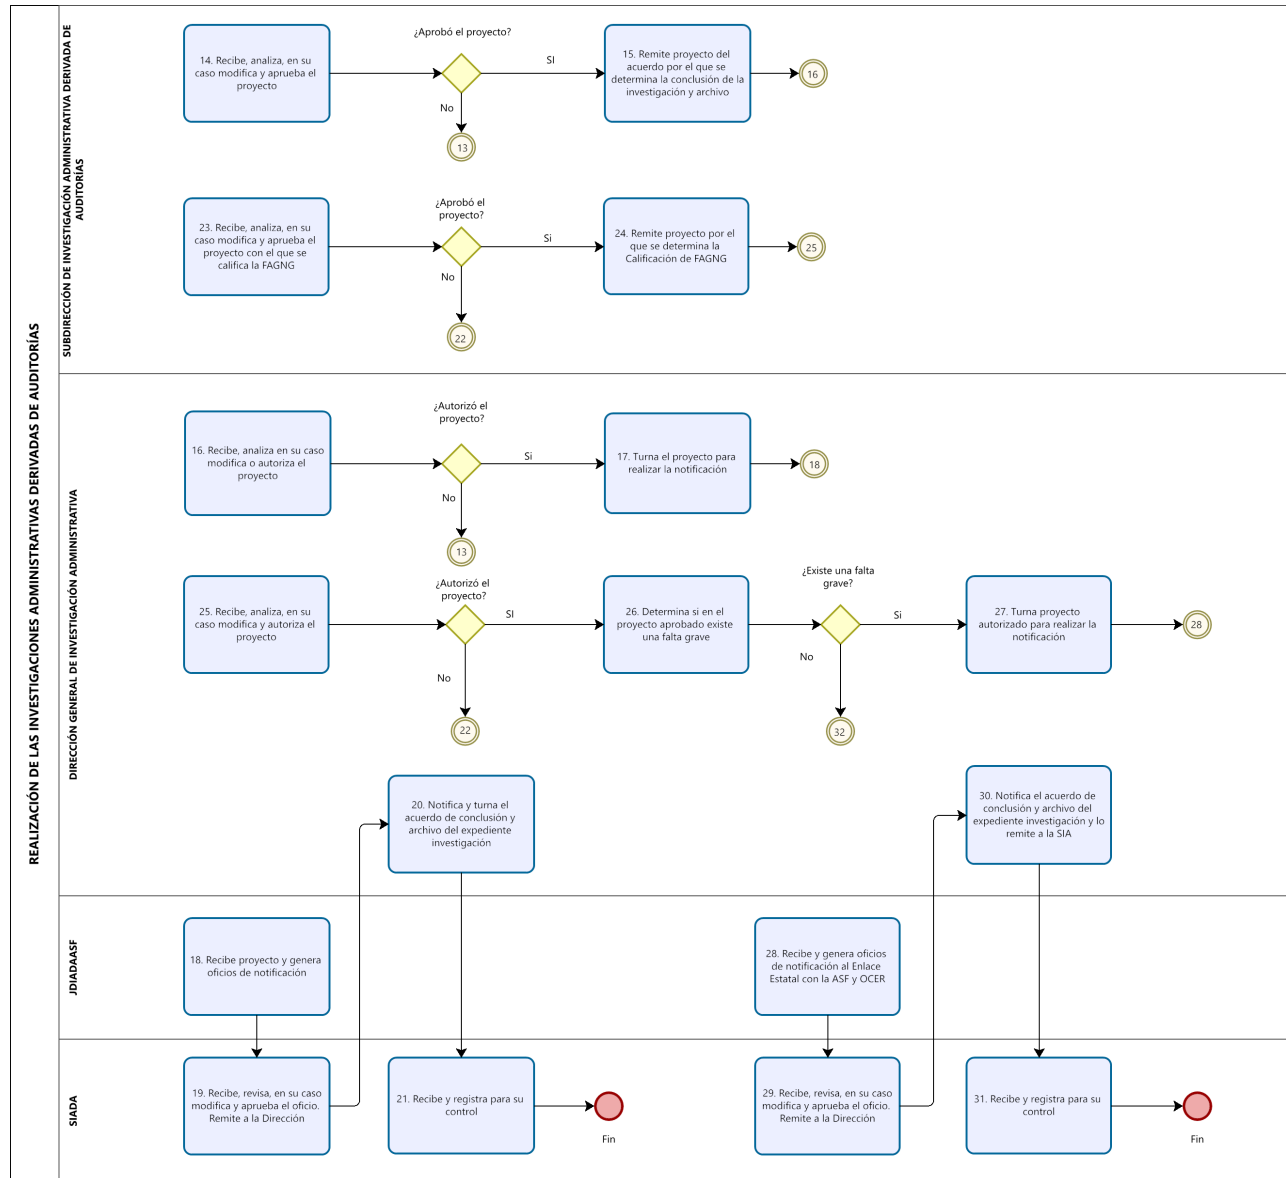 REALIZACIÓN DE LAS INVESTIGACIONES ADMINISTRATIVAS DERIVADAS DE AUDITORÍAS
SUBDIRECCIÓN DE INVESTIGACIÓN ADMINISTRATIVA DERIVADA DE
AUDITORÍAS
14. Recibe, analiza, en su
caso modifica y aprueba el
proyecto
¿Aprobó el proyecto?
SI
No
13
15. Remite proyecto del
acuerdo por el que se
determina la conclusión de la
investigación y archivo
16
23. Recibe, analiza, en su
caso modifica y aprueba el
proyecto con el que se
califica la FAGNG
¿Aprobó el
proyecto?
Si
No
22
24. Remite proyecto por el
que se determina la
Calificación de FAGNG
25
DIRECCIÓN GENERAL DE INVESTIGACIÓN ADMINISTRATIVA
16. Recibe, analiza en su caso
modifica o autoriza el
proyecto
¿Autorizó el
proyecto?
Si
No
13
17. Turna el proyecto para
realizar la notificación
18
25. Recibe, analiza, en su
caso modifica y autoriza el
proyecto
¿Autorizó el
proyecto?
SI
No
22
26. Determina si en el
proyecto aprobado existe
una falta grave
¿Existe una falta
grave?
Si
No
32
27. Turna proyecto
autorizado para realizar la
notificación
28
20. Notifica y turna el
acuerdo de conclusión y
archivo del expediente
investigación
30. Notifica el acuerdo de
conclusión y archivo del
expediente investigación y lo
remite a la SIA
JDIADAASF
18. Recibe proyecto y genera
oficios de notificación
28. Recibe y genera oficios
de notificación al Enlace
Estatal con la ASF y OCER
SIADA
19. Recibe, revisa, en su caso
modifica y aprueba el oficio.
Remite a la Dirección
21. Recibe y registra para su
control
Fin
29. Recibe, revisa, en su caso
modifica y aprueba el oficio.
Remite a la Dirección
31. Recibe y registra para su
control
Fin